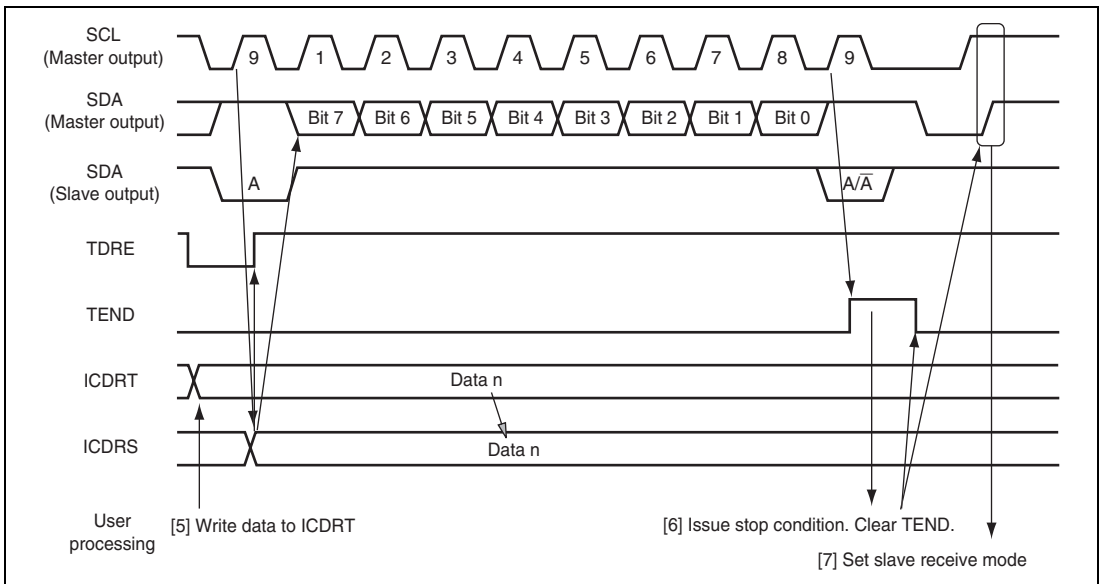 SCL
(Master output)
9 1 2 3 4 5 6 7 8 9
SDA
(Master output)
Bit 7 Bit 6 Bit 5 Bit 4 Bit 3 Bit 2 Bit 1 Bit 0
SDA
(Slave output)
A A/A̅
TDRE
TEND
ICDRT
Data n
ICDRS
Data n
User
processing
[5] Write data to ICDRT
[6] Issue stop condition. Clear TEND.
[7] Set slave receive mode